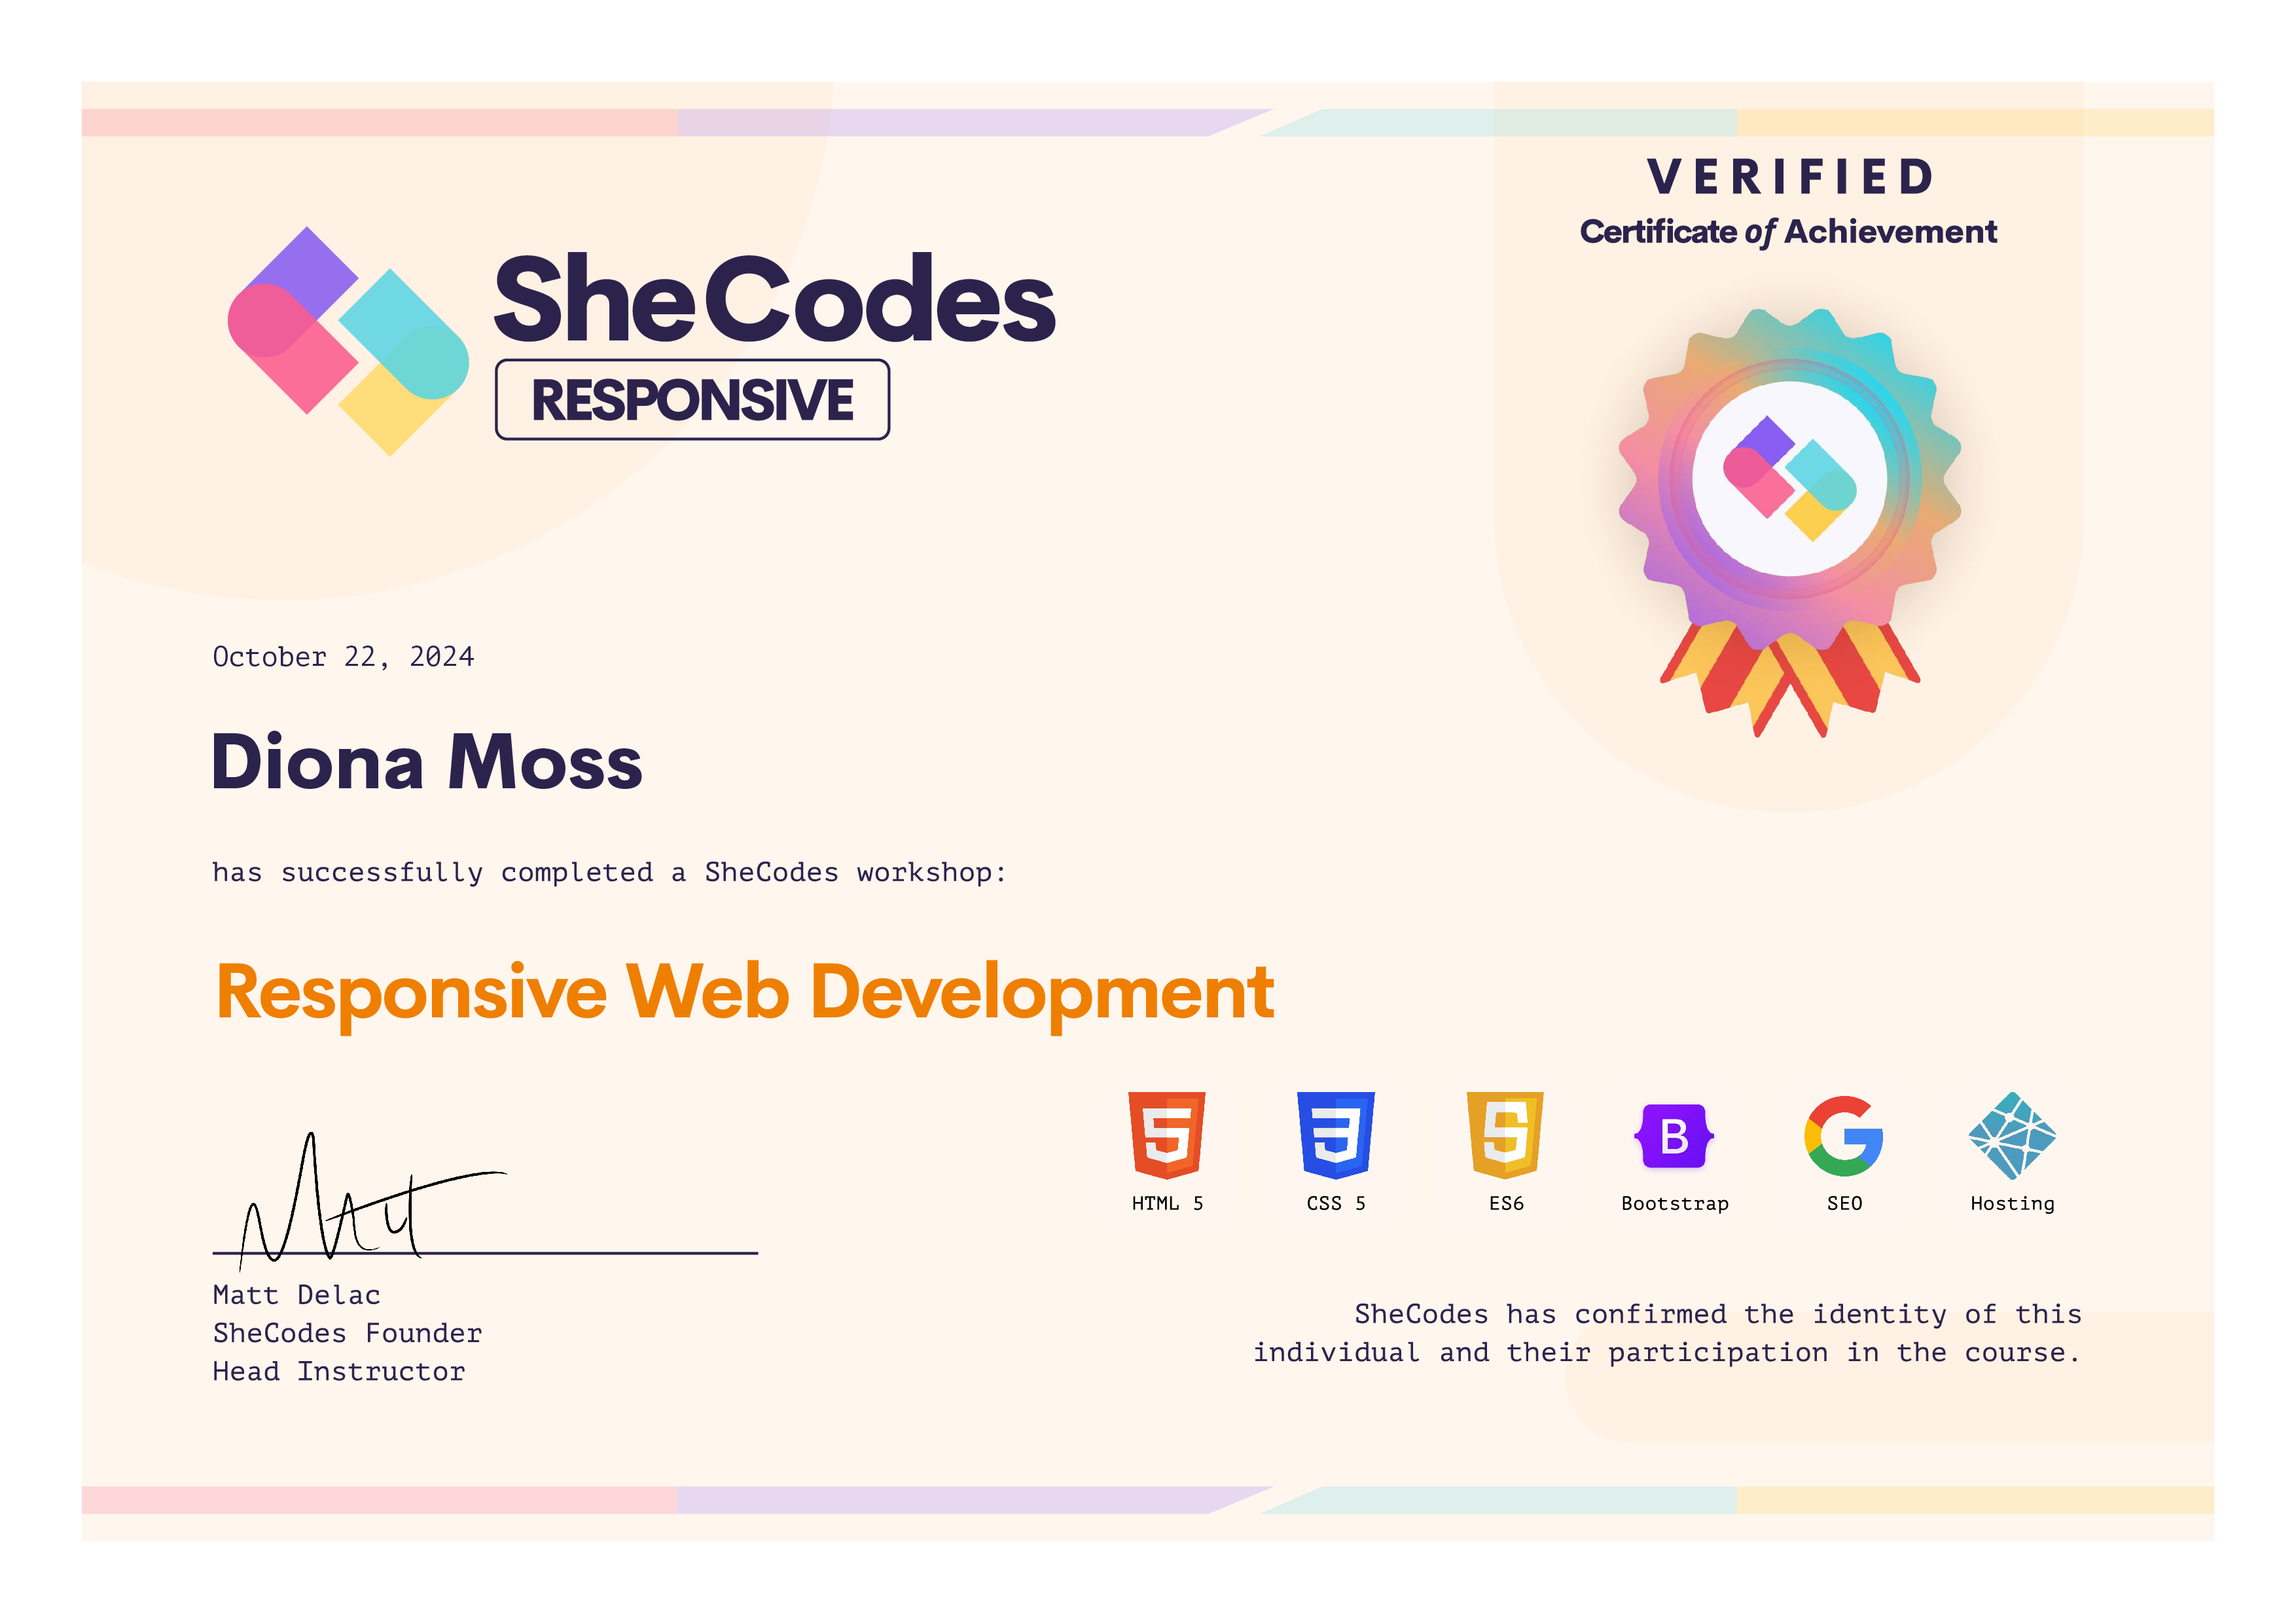 VERIFIED
Certificate of Achievement
SheCodes
RESPONSIVE
October 22, 2024
Diona Moss
has successfully completed a SheCodes workshop:
Responsive Web Development
HTML 5
CSS 5
ES6
Bootstrap
SEO
Hosting
Matt
Matt Delac
SheCodes Founder
Head Instructor
SheCodes has confirmed the identity of this
individual and their participation in the course.